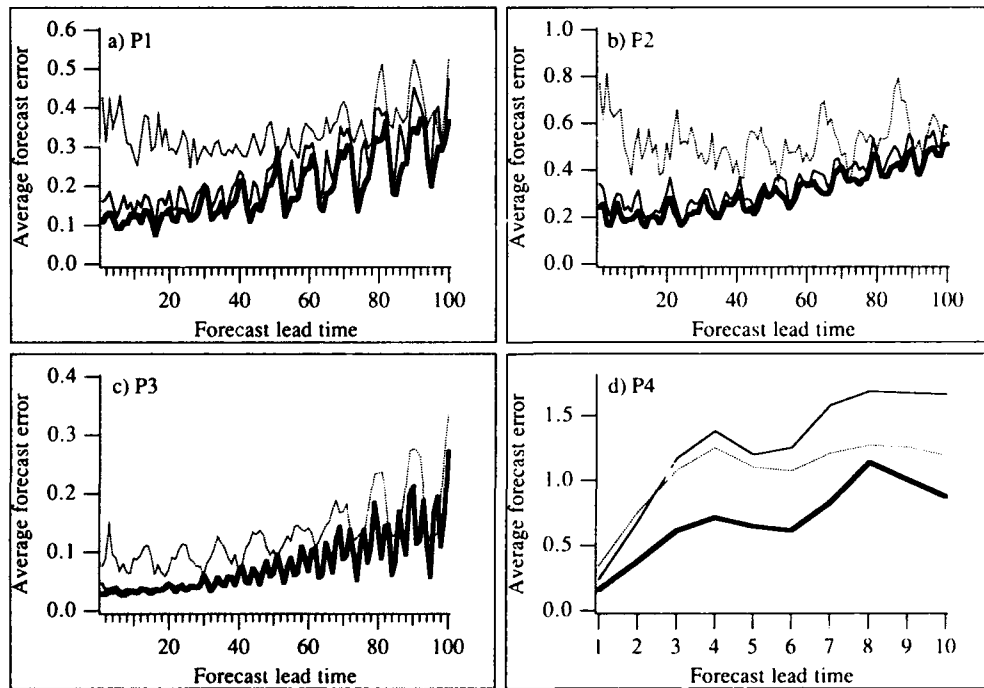 a) P1
Average forecast error
0.6
0.5
0.4
0.3
0.2
0.1
0.0
20 40 60 80 100
Forecast lead time
b) P2
Average forecast error
1.0
0.8
0.6
0.4
0.2
0.0
20 40 60 80 100
Forecast lead time
c) P3
Average forecast error
0.4
0.3
0.2
0.1
0.0
20 40 60 80 100
Forecast lead time
d) P4
Average forecast error
1.5
1.0
0.5
0.0
1 2 3 4 5 6 7 8 9 10
Forecast lead time